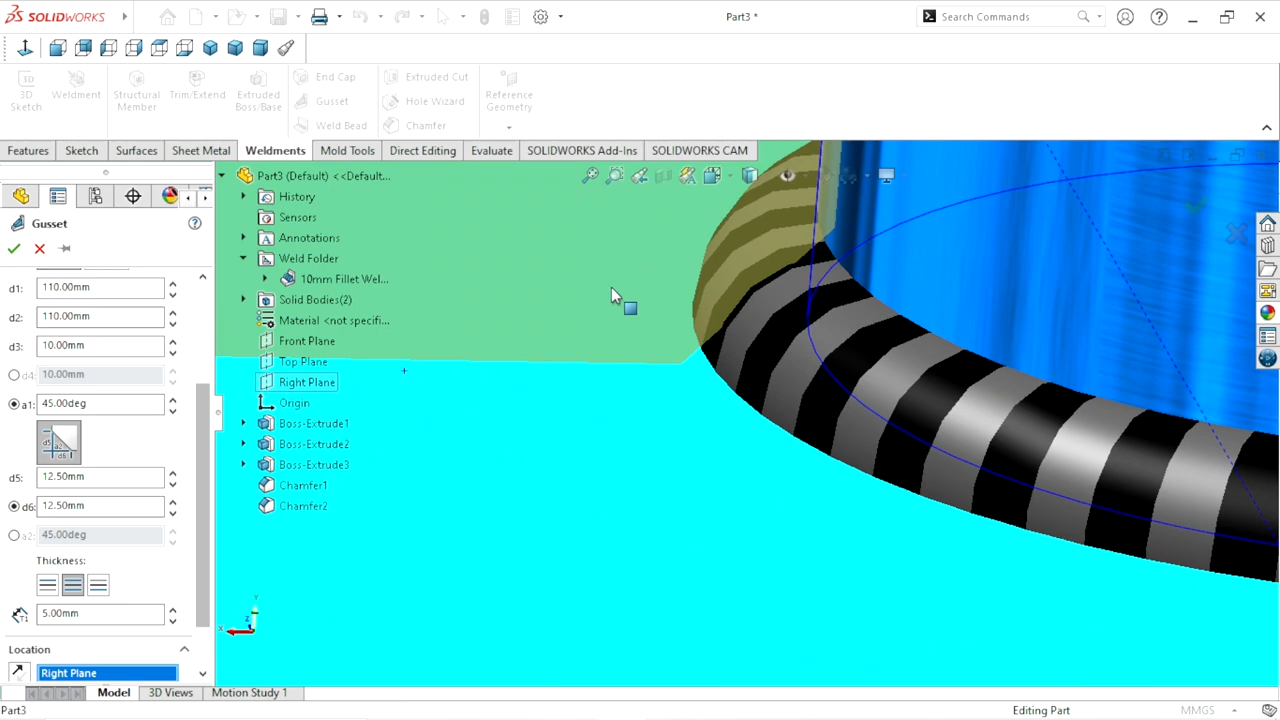 SOLIDWORKS
Part3 *
Search Commands
3D Sketch
Weldment
Structural Member
Trim/Extend
Extruded Boss/Base
End Cap
Gusset
Weld Bead
Extruded Cut
Hole Wizard
Chamfer
Reference Geometry
Features
Sketch
Surfaces
Sheet Metal
Weldments
Mold Tools
Direct Editing
Evaluate
SOLIDWORKS Add-Ins
SOLIDWORKS CAM
Gusset
d1: 110.00mm
d2: 110.00mm
d3: 10.00mm
d4: 10.00mm
a1: 45.00deg
d5: 12.50mm
d6: 12.50mm
a2: 45.00deg
Thickness:
T1 5.00mm
Location
Right Plane
Part3 (Default) <<Default...
History
Sensors
Annotations
Weld Folder
10mm Fillet Wel...
Solid Bodies(2)
Material <not specifi...
Front Plane
Top Plane
Right Plane
Origin
Boss-Extrude1
Boss-Extrude2
Boss-Extrude3
Chamfer1
Chamfer2
Y
Z
X
Model
3D Views
Motion Study 1
Part3
Editing Part
MMGS